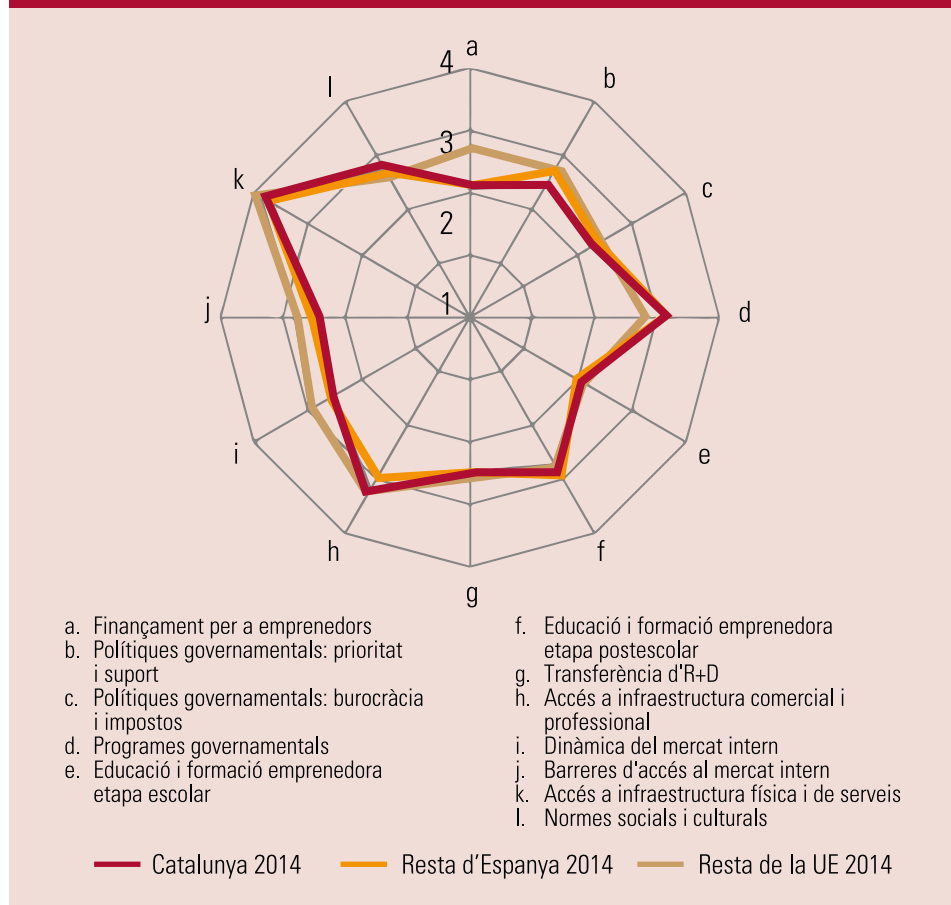 a
b
c
d
e
f
g
h
i
j
k
l
4
3
2
1
a. Finançament per a emprenedors
b. Polítiques governamentals: prioritat
i suport
c. Polítiques governamentals: burocràcia
i impostos
d. Programes governamentals
e. Educació i formació emprenedora
etapa escolar
f. Educació i formació emprenedora
etapa postescolar
g. Transferència d'R+D
h. Accés a infraestructura comercial i
professional
i. Dinàmica del mercat intern
j. Barreres d'accés al mercat intern
k. Accés a infraestructura física i de serveis
l. Normes socials i culturals
Catalunya 2014
Resta d’Espanya 2014
Resta de la UE 2014